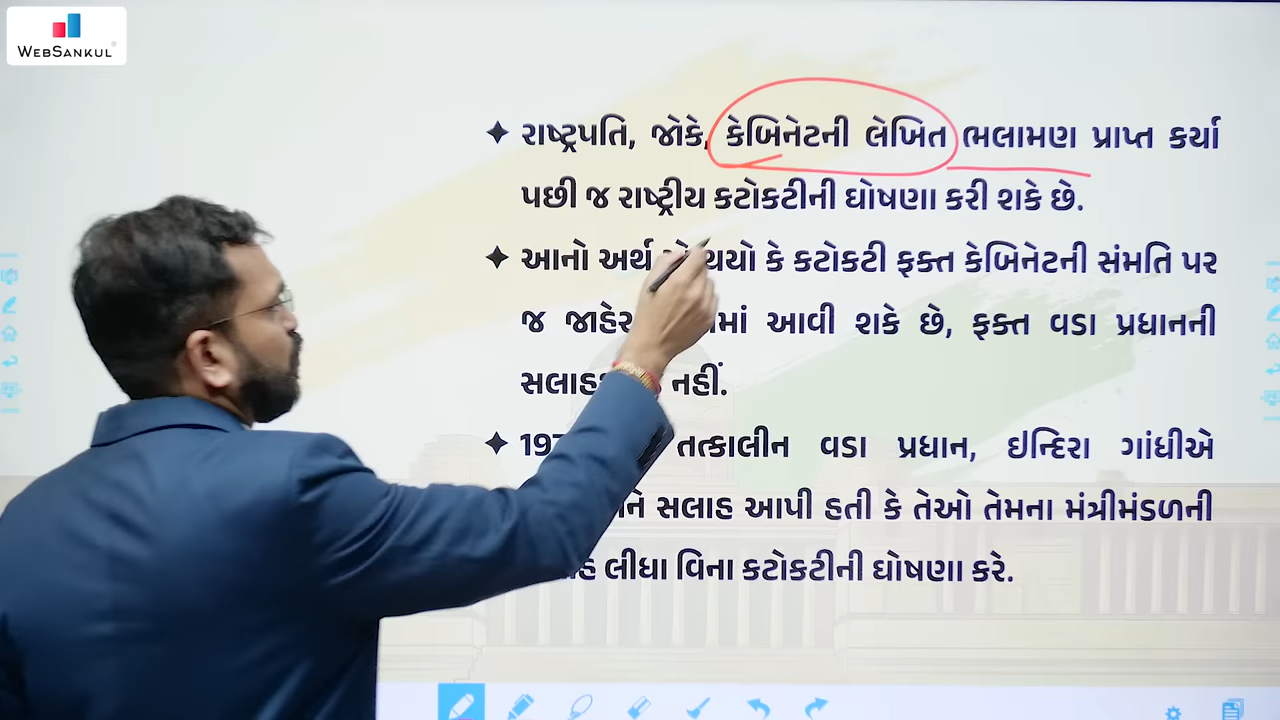 WEBSANKUL
રાષ્ટ્રપતિ, જોકે, કેબિનેટની લેખિત ભલામણ પ્રાપ્ત કર્યા
પછી જ રાષ્ટ્રીય કટોકટીની ઘોષણા કરી શકે છે.
આનો અર્થ થયો કે કટોકટી ફક્ત કેબિનેટની સંમતિ પર
જ આવી શકે છે, ફક્ત વડા પ્રધાનની
નહીં.
તત્કાલીન વડા પ્રધાન, ઇન્દિરા ગાંધીએ
સલાહ આપી હતી કે તેઓ તેમના મંત્રીમંડળની
લીધા વિના કટોકટીની ઘોષણા કરે.